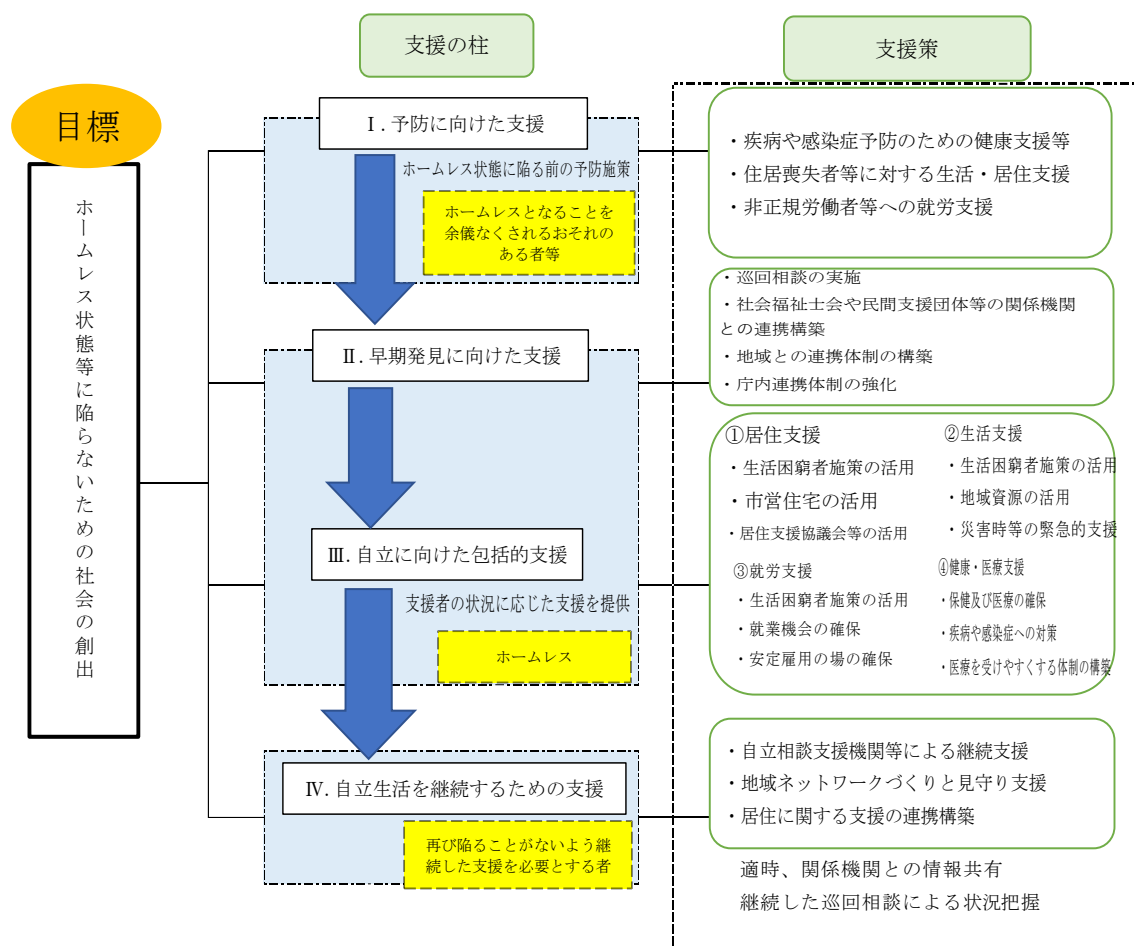 支援の柱
支援策
目標
ホームレス状態等に陥らないための社会の創出
Ⅰ.予防に向けた支援
ホームレス状態に陥る前の予防施策
ホームレスとなることを
余儀なくされるおそれの
ある者等
・疾病や感染症予防のための健康支援等
・住居喪失者等に対する生活・居住支援
・非正規労働者等への就労支援
Ⅱ.早期発見に向けた支援
・巡回相談の実施
・社会福祉士会や民間支援団体等の関係機関
との連携構築
・地域との連携体制の構築
・庁内連携体制の強化
Ⅲ.自立に向けた包括的支援
支援者の状況に応じた支援を提供
ホームレス
①居住支援
・生活困窮者施策の活用
・市営住宅の活用
・居住支援協議会等の活用
②生活支援
・生活困窮者施策の活用
・地域資源の活用
・災害時等の緊急的支援
③就労支援
・生活困窮者施策の活用
・就業機会の確保
・安定雇用の場の確保
④健康・医療支援
・保健及び医療の確保
・疾病や感染症への対策
・医療を受けやすくする体制の構築
Ⅳ.自立生活を継続するための支援
再び陥ることがないよう継
続した支援を必要とする者
・自立相談支援機関等による継続支援
・地域ネットワークづくりと見守り支援
・居住に関する支援の連携構築
適時、関係機関との情報共有
継続した巡回相談による状況把握